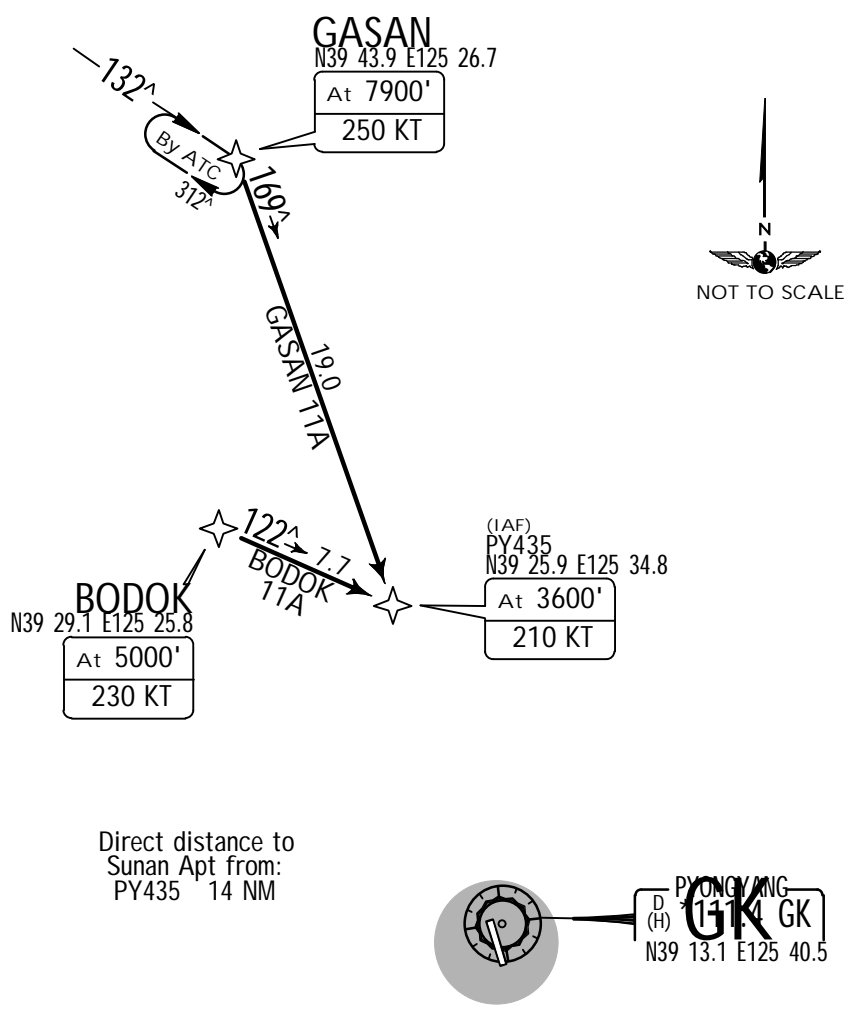 GASAN
N39 43.9 E125 26.7
At 7900'
250 KT
132^
By ATC
312^
169^
N
NOT TO SCALE
19.0
GASAN 11A
122^
7.7
BODOK
11A
(IAF)
PY435
N39 25.9 E125 34.8
At 3600'
210 KT
BODOK
N39 29.1 E125 25.8
At 5000'
230 KT
Direct distance to
Sunan Apt from:
PY435 14 NM
PYONGYANG
D
(H)
*111.4 GK
GK
N39 13.1 E125 40.5